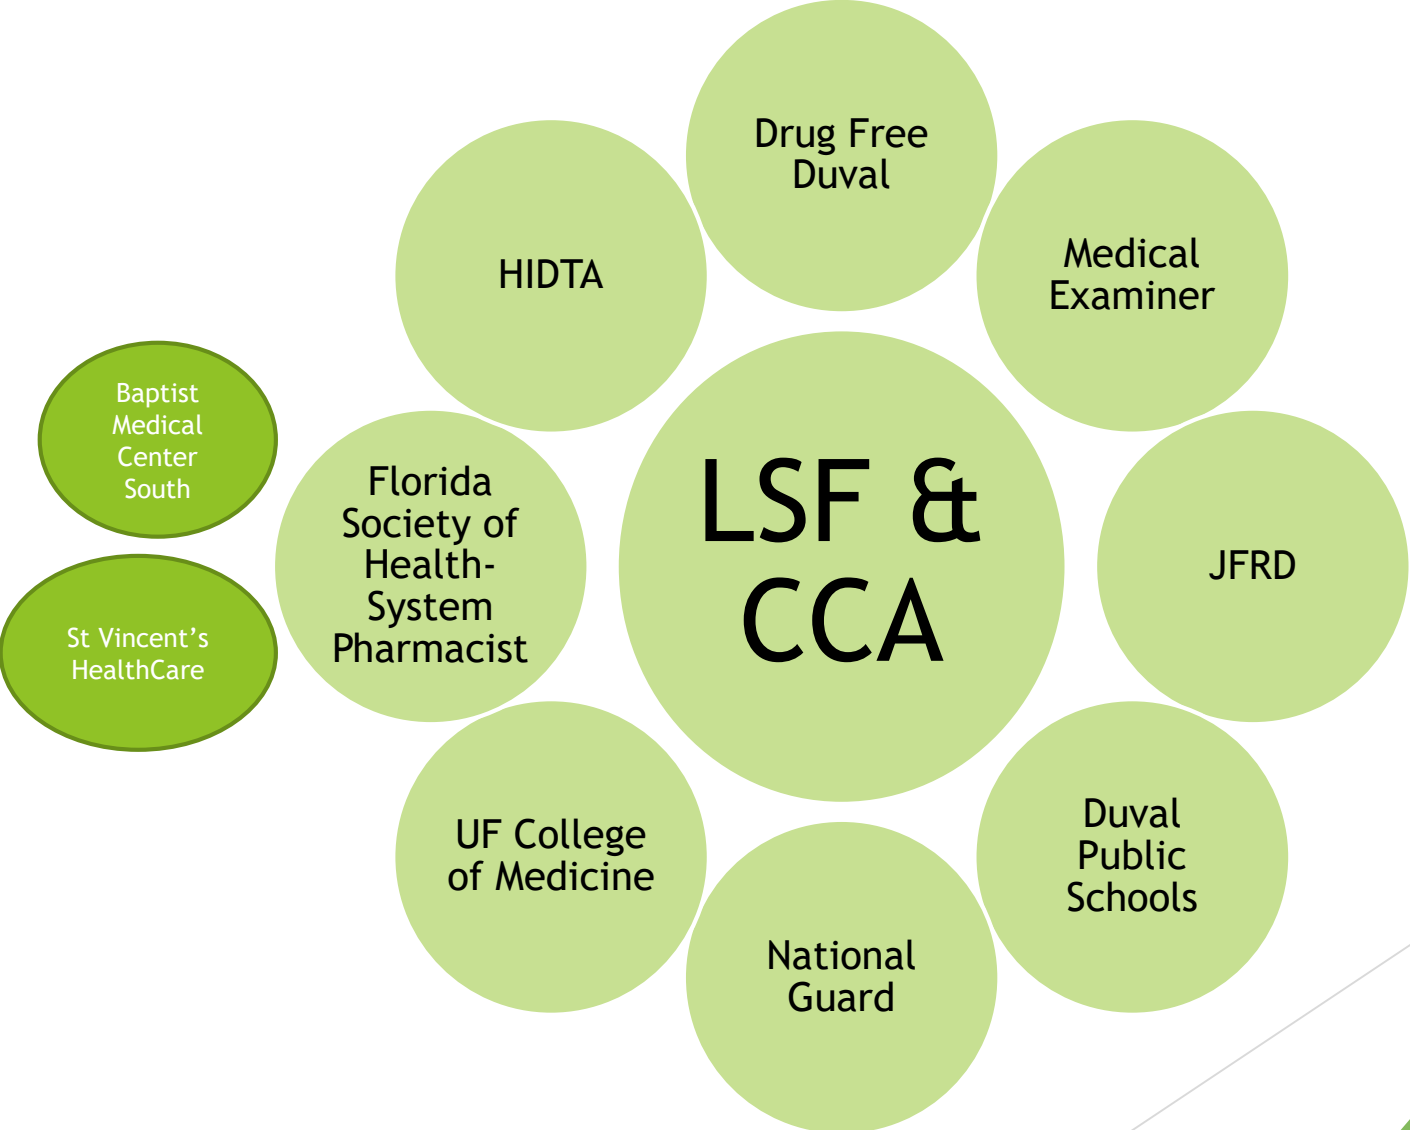 Drug Free
Duval
HIDTA
Medical
Examiner
Baptist
Medical
Center
South
Florida
Society of
Health-
System
Pharmacist
LSF &
CCA
JFRD
St Vincent’s
HealthCare
UF College
of Medicine
Duval
Public
Schools
National
Guard